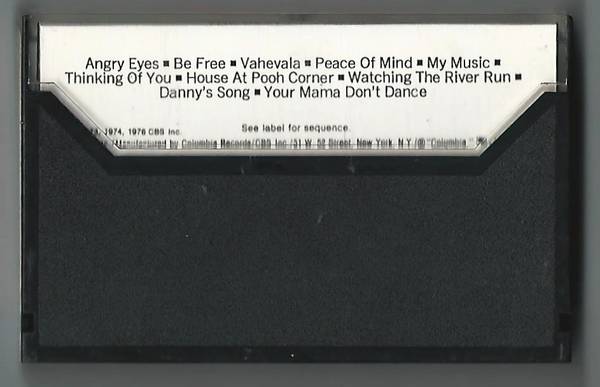 Angry Eyes ▪ Be Free ▪ Vahevala ▪ Peace Of Mind ▪ My Music ▪
Thinking Of You ▪ House At Pooh Corner ▪ Watching The River Run ▪
Danny's Song ▪ Your Mama Don't Dance
1974, 1976 CBS Inc.
See label for sequence.
Manufactured by Columbia Records/CBS Inc./51 W. 52 Street, New York, N.Y./® "Columbia,"